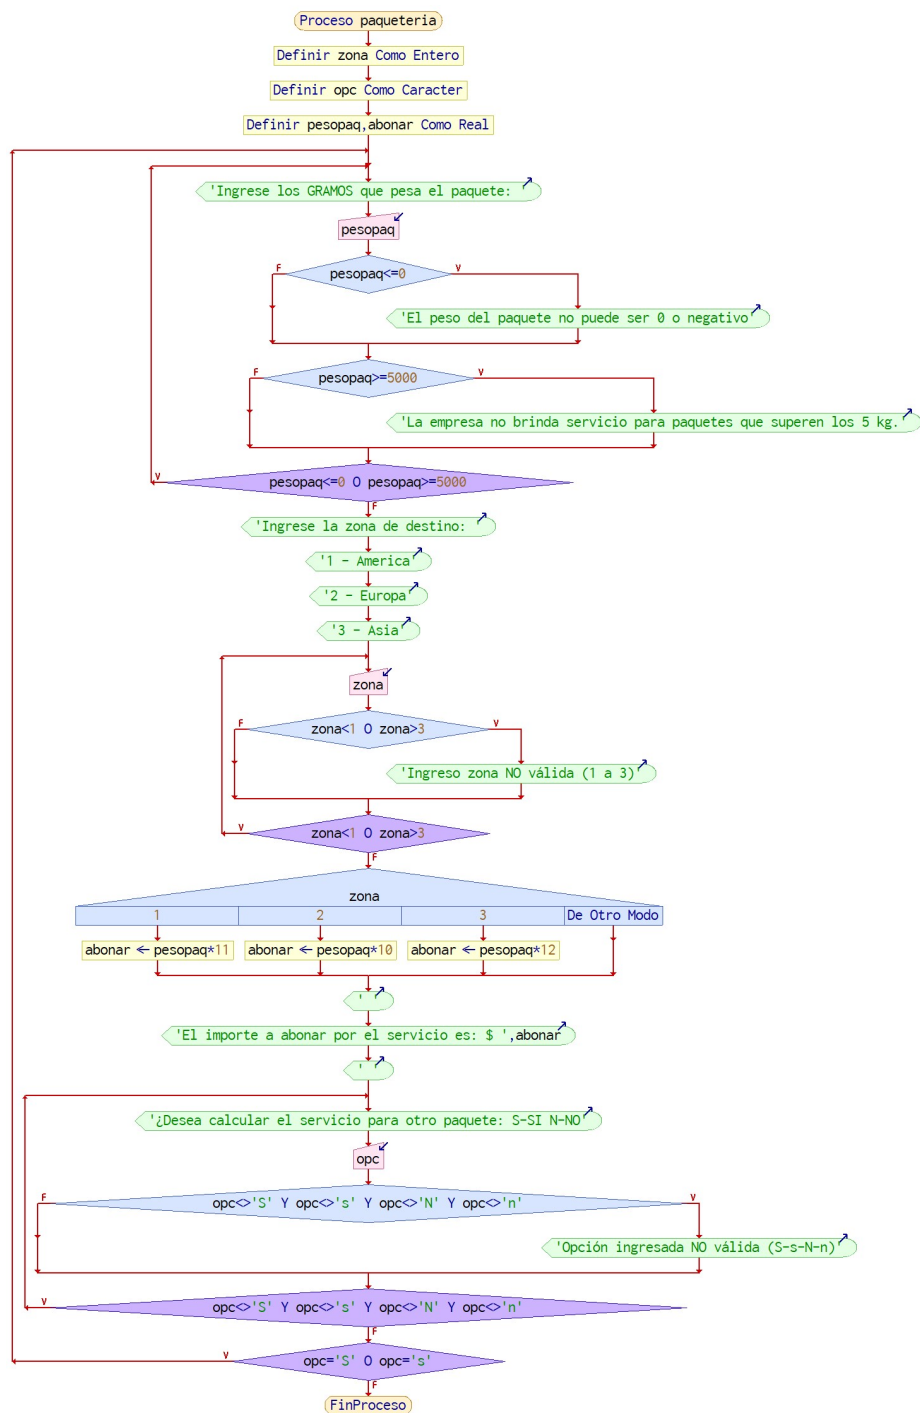 Proceso paqueteria
Definir zona Como Entero
Definir opc Como Caracter
Definir pesopaq,abonar Como Real
'Ingrese los GRAMOS que pesa el paquete: '
pesopaq
F pesopaq<=0 V
'El peso del paquete no puede ser 0 o negativo'
F pesopaq>=5000 V
'La empresa no brinda servicio para paquetes que superen los 5 kg.'
V pesopaq<=0 O pesopaq>=5000
F
'Ingrese la zona de destino: '
'1 - America'
'2 - Europa'
'3 - Asia'
zona
F zona<1 O zona>3 V
'Ingreso zona NO válida (1 a 3)'
V zona<1 O zona>3
F
zona
1 2 3 De Otro Modo
abonar ← pesopaq*11 abonar ← pesopaq*10 abonar ← pesopaq*12
' '
'El importe a abonar por el servicio es: $ ',abonar
' '
'¿Desea calcular el servicio para otro paquete: S-SI N-NO'
opc
F opc<>'S' Y opc<>'s' Y opc<>'N' Y opc<>'n' V
'Opción ingresada NO válida (S-s-N-n)'
V opc<>'S' Y opc<>'s' Y opc<>'N' Y opc<>'n'
F
V opc='S' O opc='s'
F
FinProceso